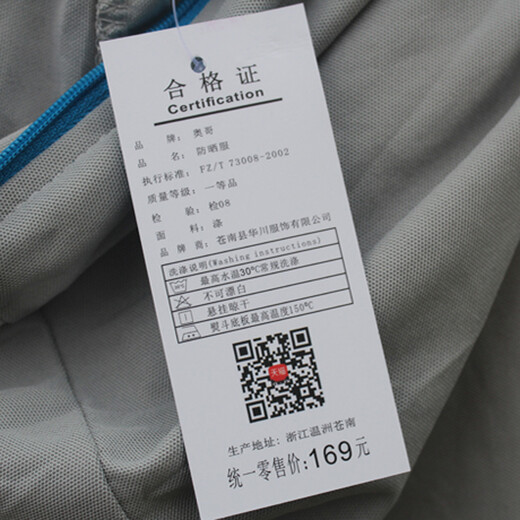 合格证
Certification
品 牌: 奥哥
品 名: 防晒服
执行标准: FZ/T 73008-2002
质量等级: 一等品
检 验: 检08
面 料: 涤
品 牌 商: 苍南县华川服饰有限公司
洗涤说明(Washing instructions)
最高水温30℃常规洗涤
不可漂白
悬挂晾干
熨斗底板最高温度150℃
天猫
生产地址: 浙江温洲苍南
统一零售价: 169元